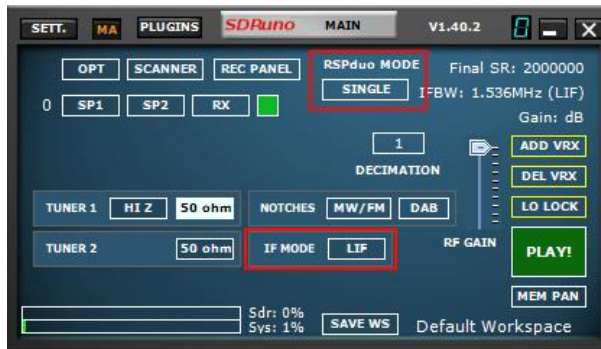 SETT. MA PLUGINS SDRuno MAIN V1.40.2 0
OPT SCANNER REC PANEL RSPduo MODE Final SR: 2000000
SINGLE IFBW: 1.536MHz (LIF)
0 SP1 SP2 RX Gain: dB
1 ADD VRX
DECIMATION DEL VRX
TUNER 1 HI Z 50 ohm NOTCHES MW/FM DAB LO LOCK
TUNER 2 50 ohm IF MODE LIF RF GAIN PLAY!
MEM PAN
Sdr: 0%
Sys: 1% SAVE WS Default Workspace